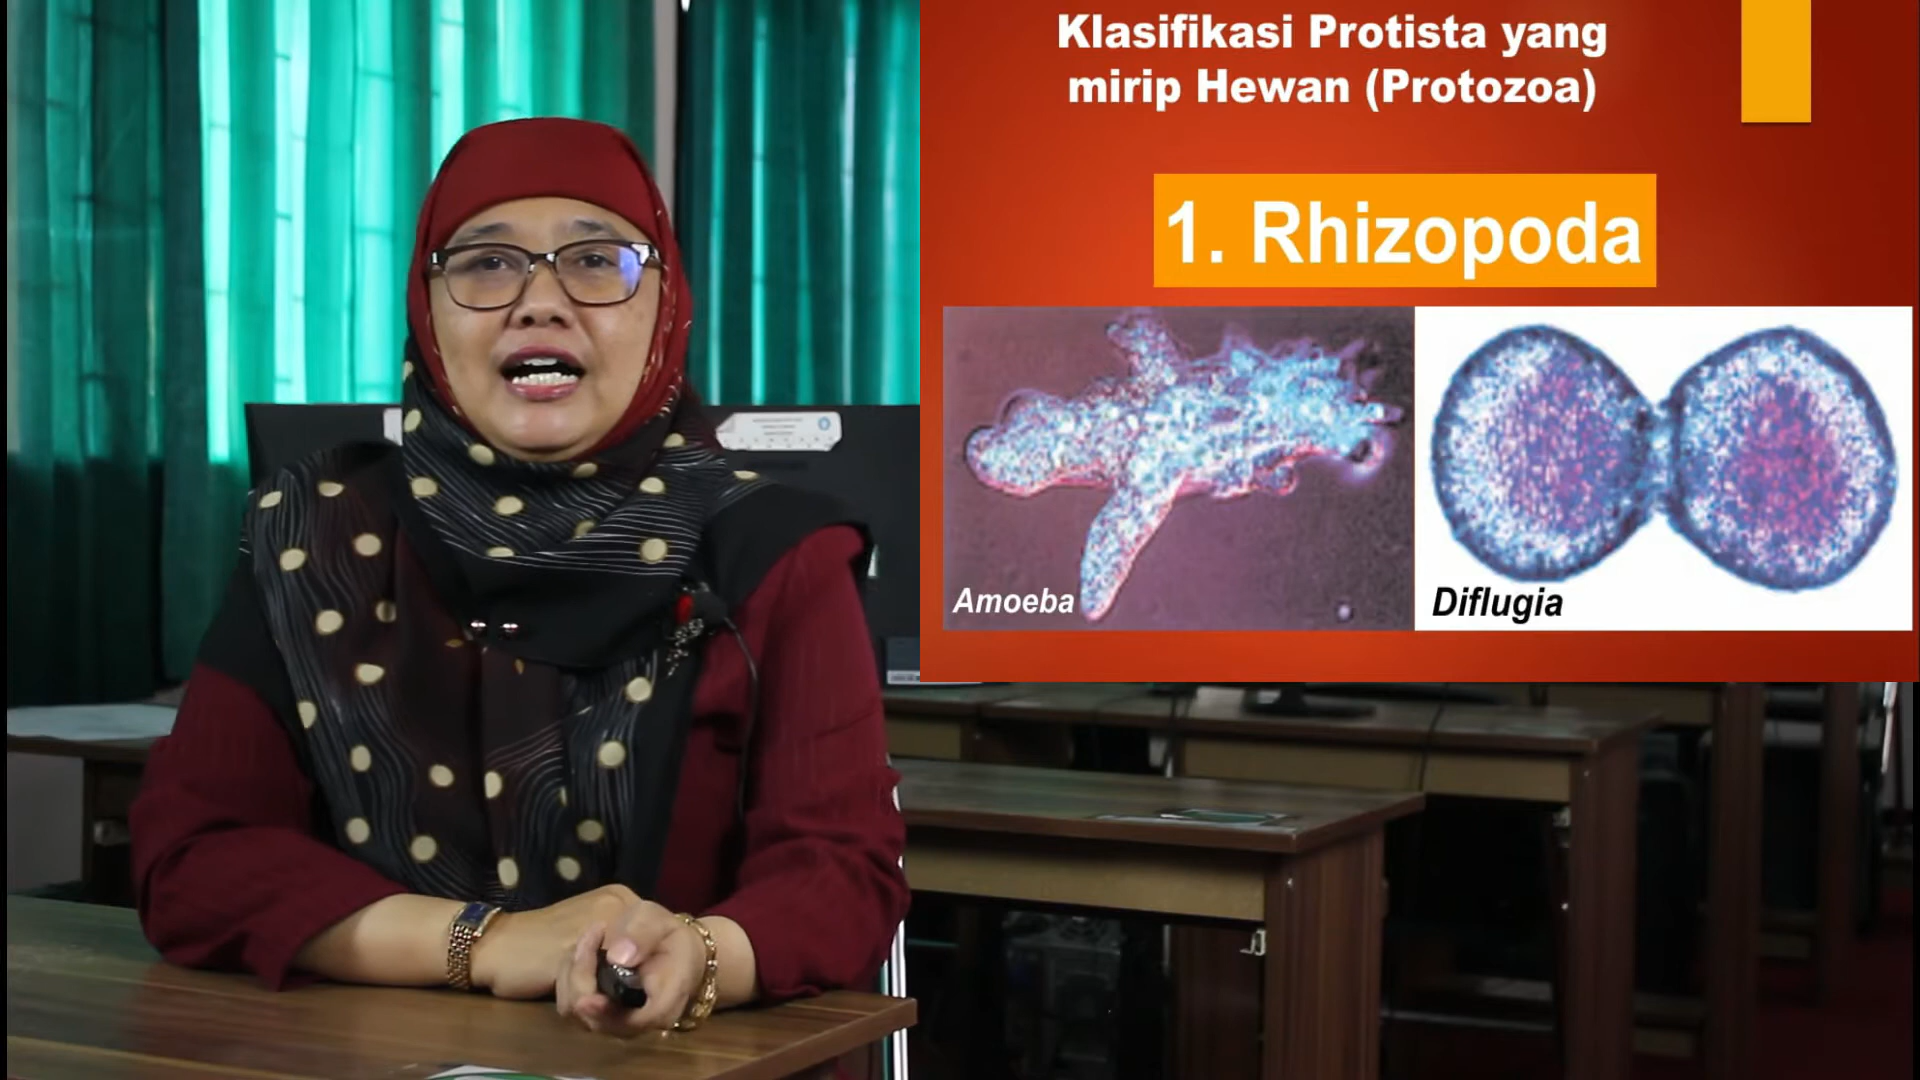 Klasifikasi Protista yang
mirip Hewan (Protozoa)
1. Rhizopoda
Amoeba
Diflugia